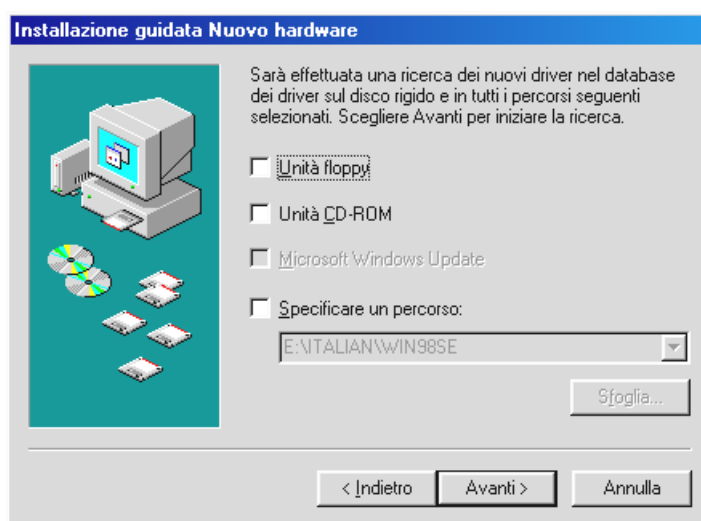 Installazione guidata Nuovo hardware
Sarà effettuata una ricerca dei nuovi driver nel database
dei driver sul disco rigido e in tutti i percorsi seguenti
selezionati. Scegliere Avanti per iniziare la ricerca.
Unità floppy
Unità CD-ROM
Microsoft Windows Update
Specificare un percorso:
E:\ITALIAN\WIN98SE
Sfoglia...
< Indietro Avanti > Annulla